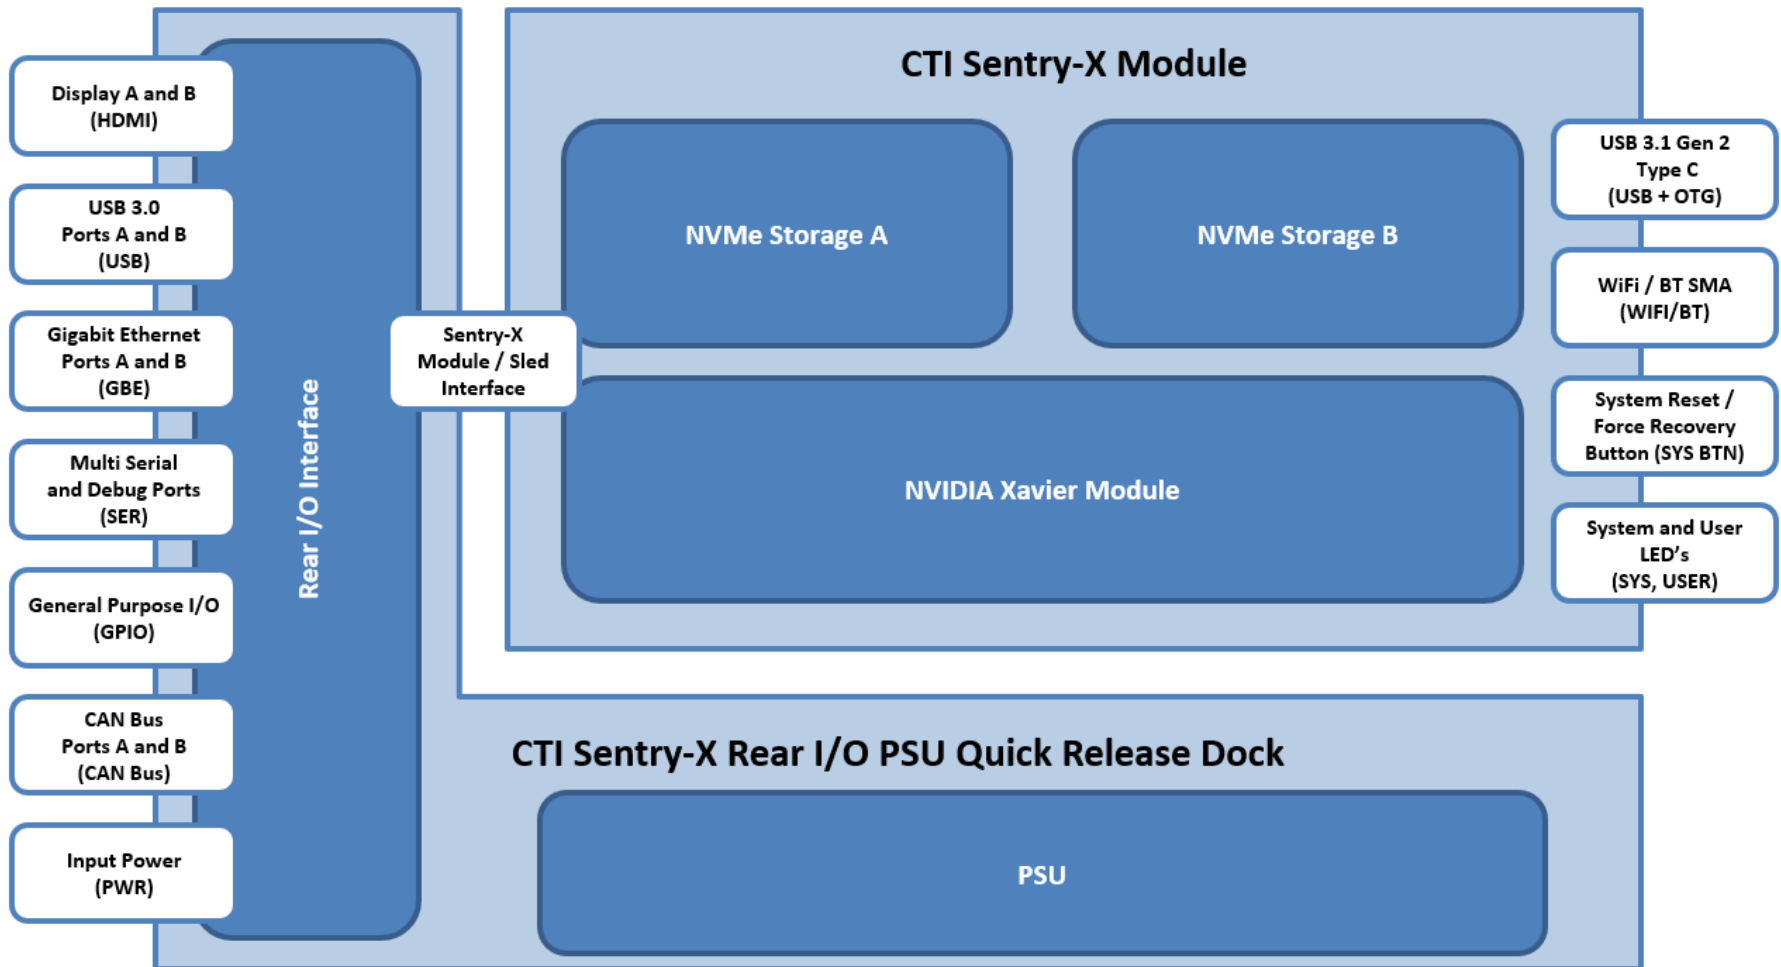 CTI Sentry-X Module
Display A and B
(HDMI)
USB 3.0
Ports A and B
(USB)
Gigabit Ethernet
Ports A and B
(GBE)
Multi Serial
and Debug Ports
(SER)
General Purpose I/O
(GPIO)
CAN Bus
Ports A and B
(CAN Bus)
Input Power
(PWR)
Rear I/O Interface
Sentry-X
Module / Sled
Interface
NVMe Storage A
NVMe Storage B
NVIDIA Xavier Module
USB 3.1 Gen 2
Type C
(USB + OTG)
WiFi / BT SMA
(WIFI/BT)
System Reset /
Force Recovery
Button (SYS BTN)
System and User
LED’s
(SYS, USER)
CTI Sentry-X Rear I/O PSU Quick Release Dock
PSU